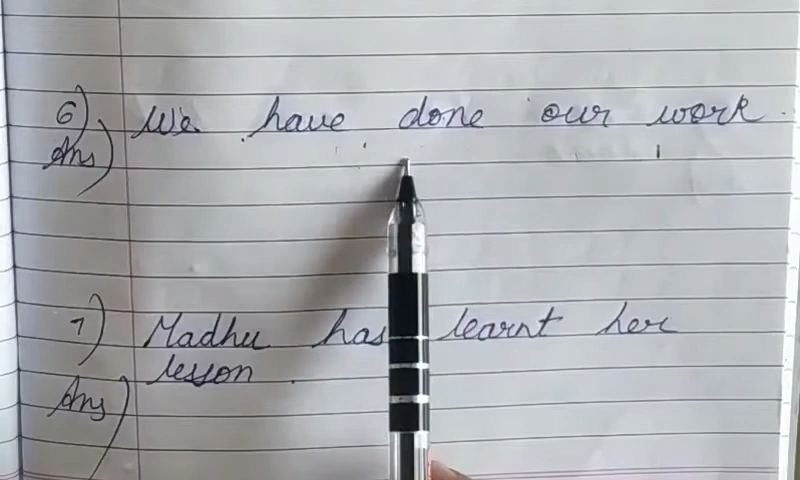 6) We have done our work.
Ans)
7) Madhu has learnt her
lesson.
Ans)